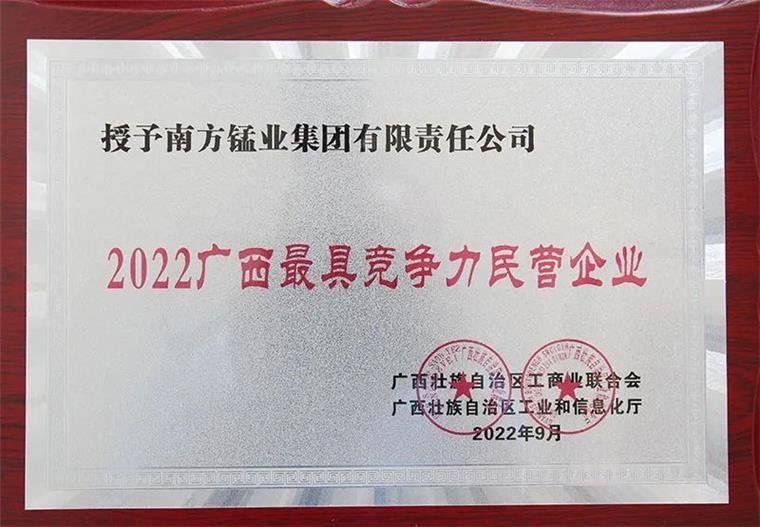 授予南方锰业集团有限责任公司
2022广西最具竞争力民营企业
广西壮族自治区工商业联合会
广西壮族自治区工业和信息化厅
2022年9月